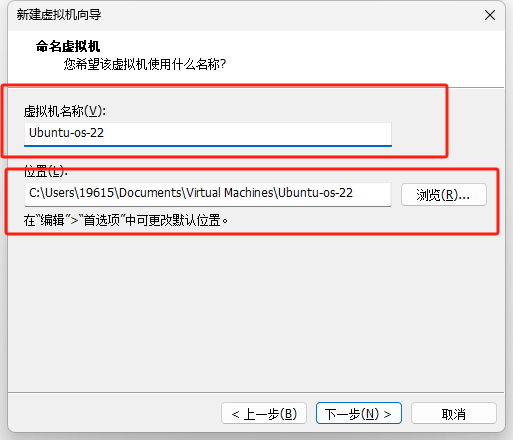 新建虚拟机向导
命名虚拟机
您希望该虚拟机使用什么名称?
虚拟机名称(V):
Ubuntu-os-22
位置(L):
C:\Users\19615\Documents\Virtual Machines\Ubuntu-os-22
浏览(R)...
在“编辑”>“首选项”中可更改默认位置。
< 上一步(B)
下一步(N) >
取消